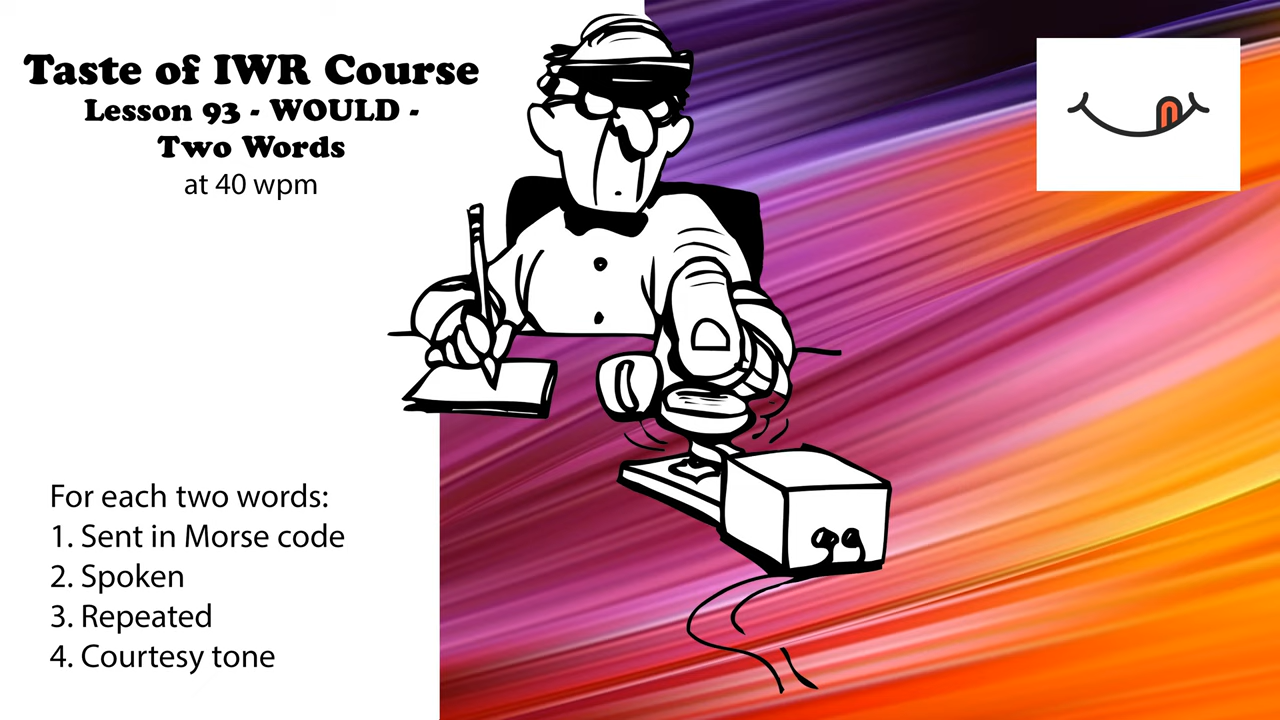 Taste of IWR Course
Lesson 93 - WOULD -
Two Words
at 40 wpm
For each two words:
1. Sent in Morse code
2. Spoken
3. Repeated
4. Courtesy tone